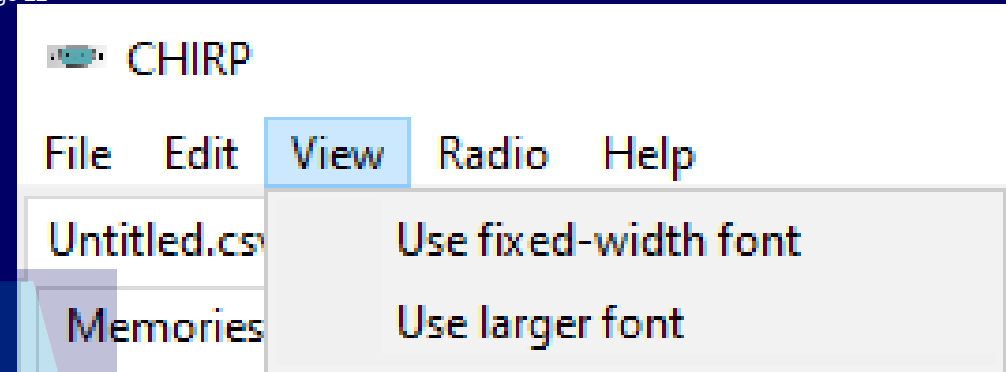 CHIRP
File Edit View Radio Help
Untitled.csv
Use fixed-width font
Memories
Use larger font